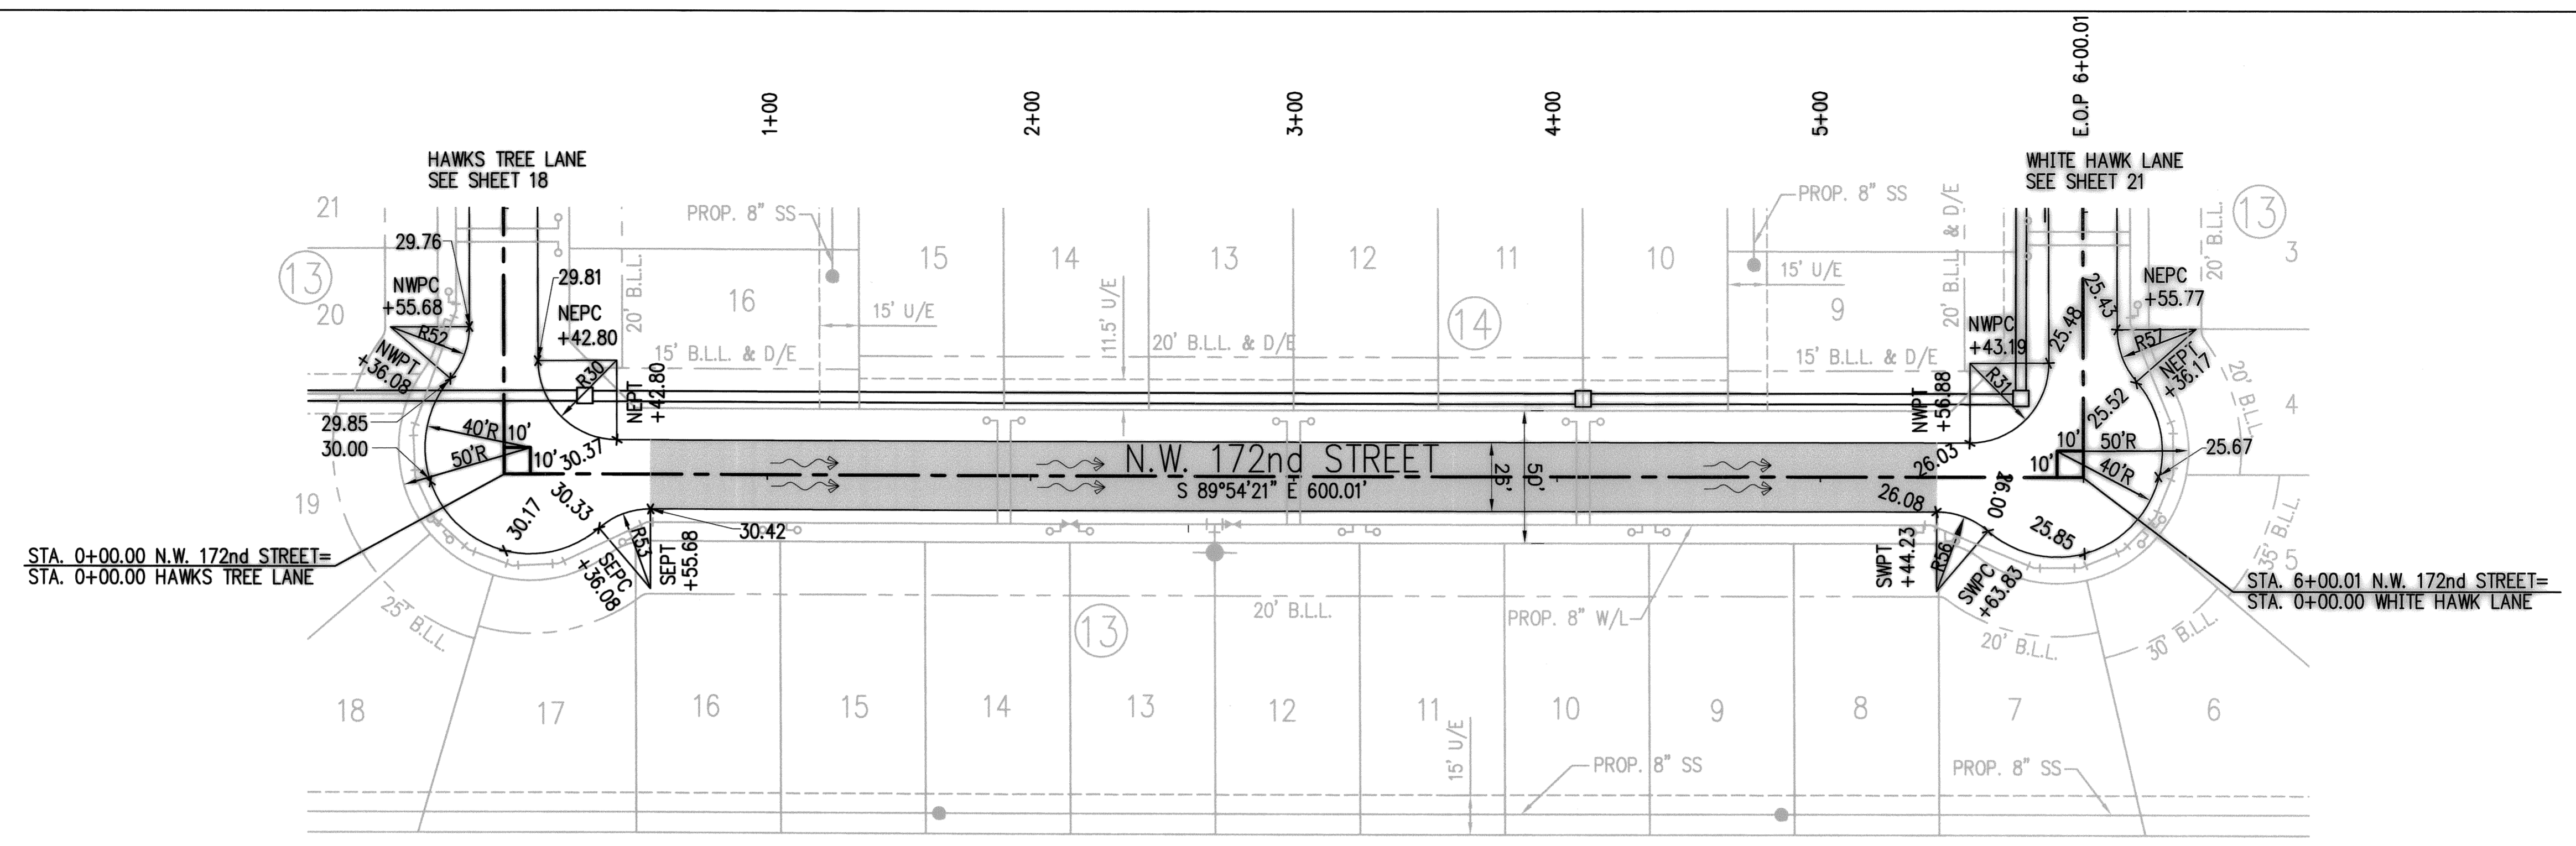 1+00
2+00
3+00
4+00
5+00
E.O.P 6+00.01
HAWKS TREE LANE
SEE SHEET 18
WHITE HAWK LANE
SEE SHEET 21
21
13
20
19
29.76
NWPC
+55.68
R52
NWPT
+36.08
29.81
NEPC
+42.80
R30
NEPT
+42.80
29.85
30.00
40'R
50'R
10'
10'
30.37
30.33
30.17
R53
SEPC
+36.08
SEPT
+55.68
30.42
20' B.L.L.
PROP. 8" SS
16
15' U/E
15' B.L.L. & D/E
15
14
13
12
11
10
11.5' U/E
20' B.L.L. & D/E
14
PROP. 8" SS
15' U/E
9
15' B.L.L. & D/E
20' B.L.L. & D/E
N.W. 172nd STREET
S 89°54'21" E 600.01'
26'
50'
NWPC
+43.19
R31
NWPT
+56.88
25.48
25.43
NEPC
+55.77
R57
NEPT
+36.17
25.52
50'R
40'R
10'
10'
25.67
26.03
26.08
26.00
25.85
SWPT
+44.23
R56
SWPC
+63.83
13
3
20' B.L.L.
20' B.L.L.
4
35' B.L.L.
5
STA. 0+00.00 N.W. 172nd STREET=
STA. 0+00.00 HAWKS TREE LANE
STA. 6+00.01 N.W. 172nd STREET=
STA. 0+00.00 WHITE HAWK LANE
25' B.L.L.
13
20' B.L.L.
PROP. 8" W/L
20' B.L.L.
30' B.L.L.
18
17
16
15
14
13
12
11
10
9
8
7
6
15' U/E
PROP. 8" SS
PROP. 8" SS